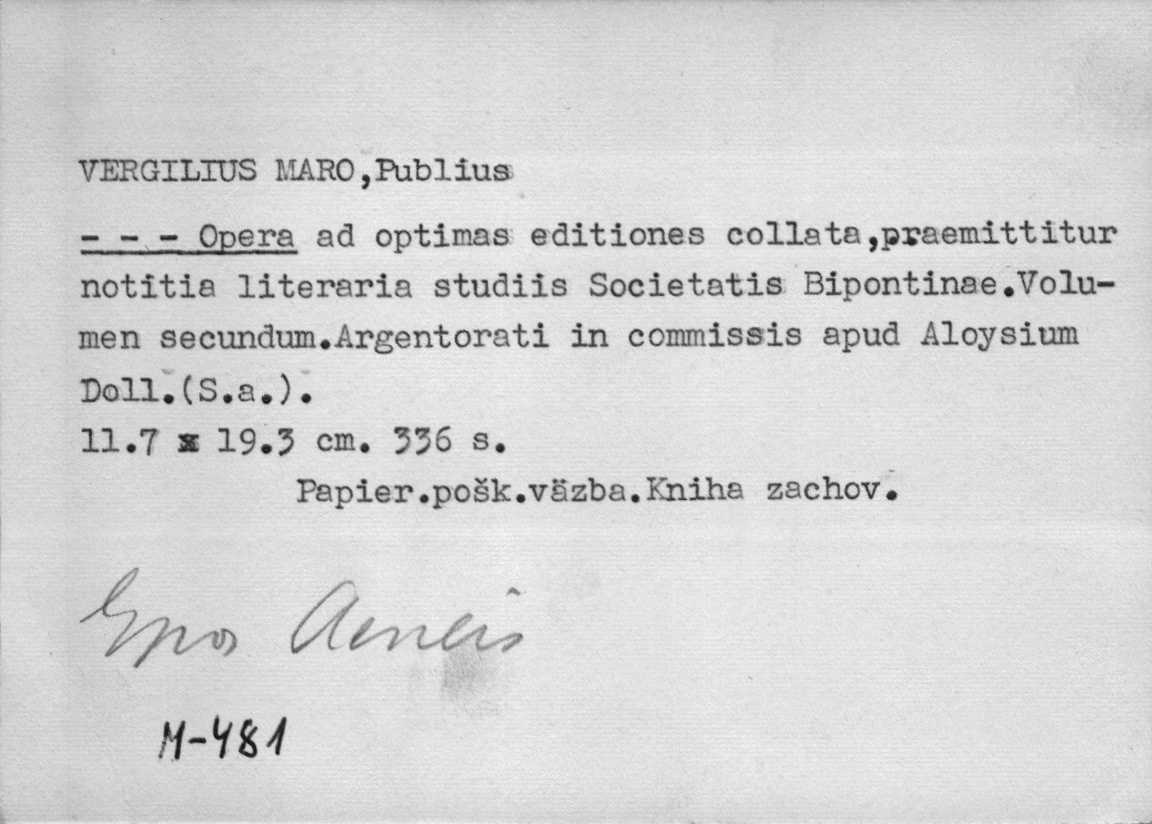 VERGILIUS MARO,Publius
- - - Opera ad optimas editiones collata,praemittitur
notitia literaria studiis Societatis Bipontinae.Volu-
men secundum.Argentorati in commissis apud Aloysium
Doll.(S.a.).
11.7 x 19.3 cm. 336 s.
Papier.pošk.väzba.Kniha zachov.
Epos Aeneis
M-481